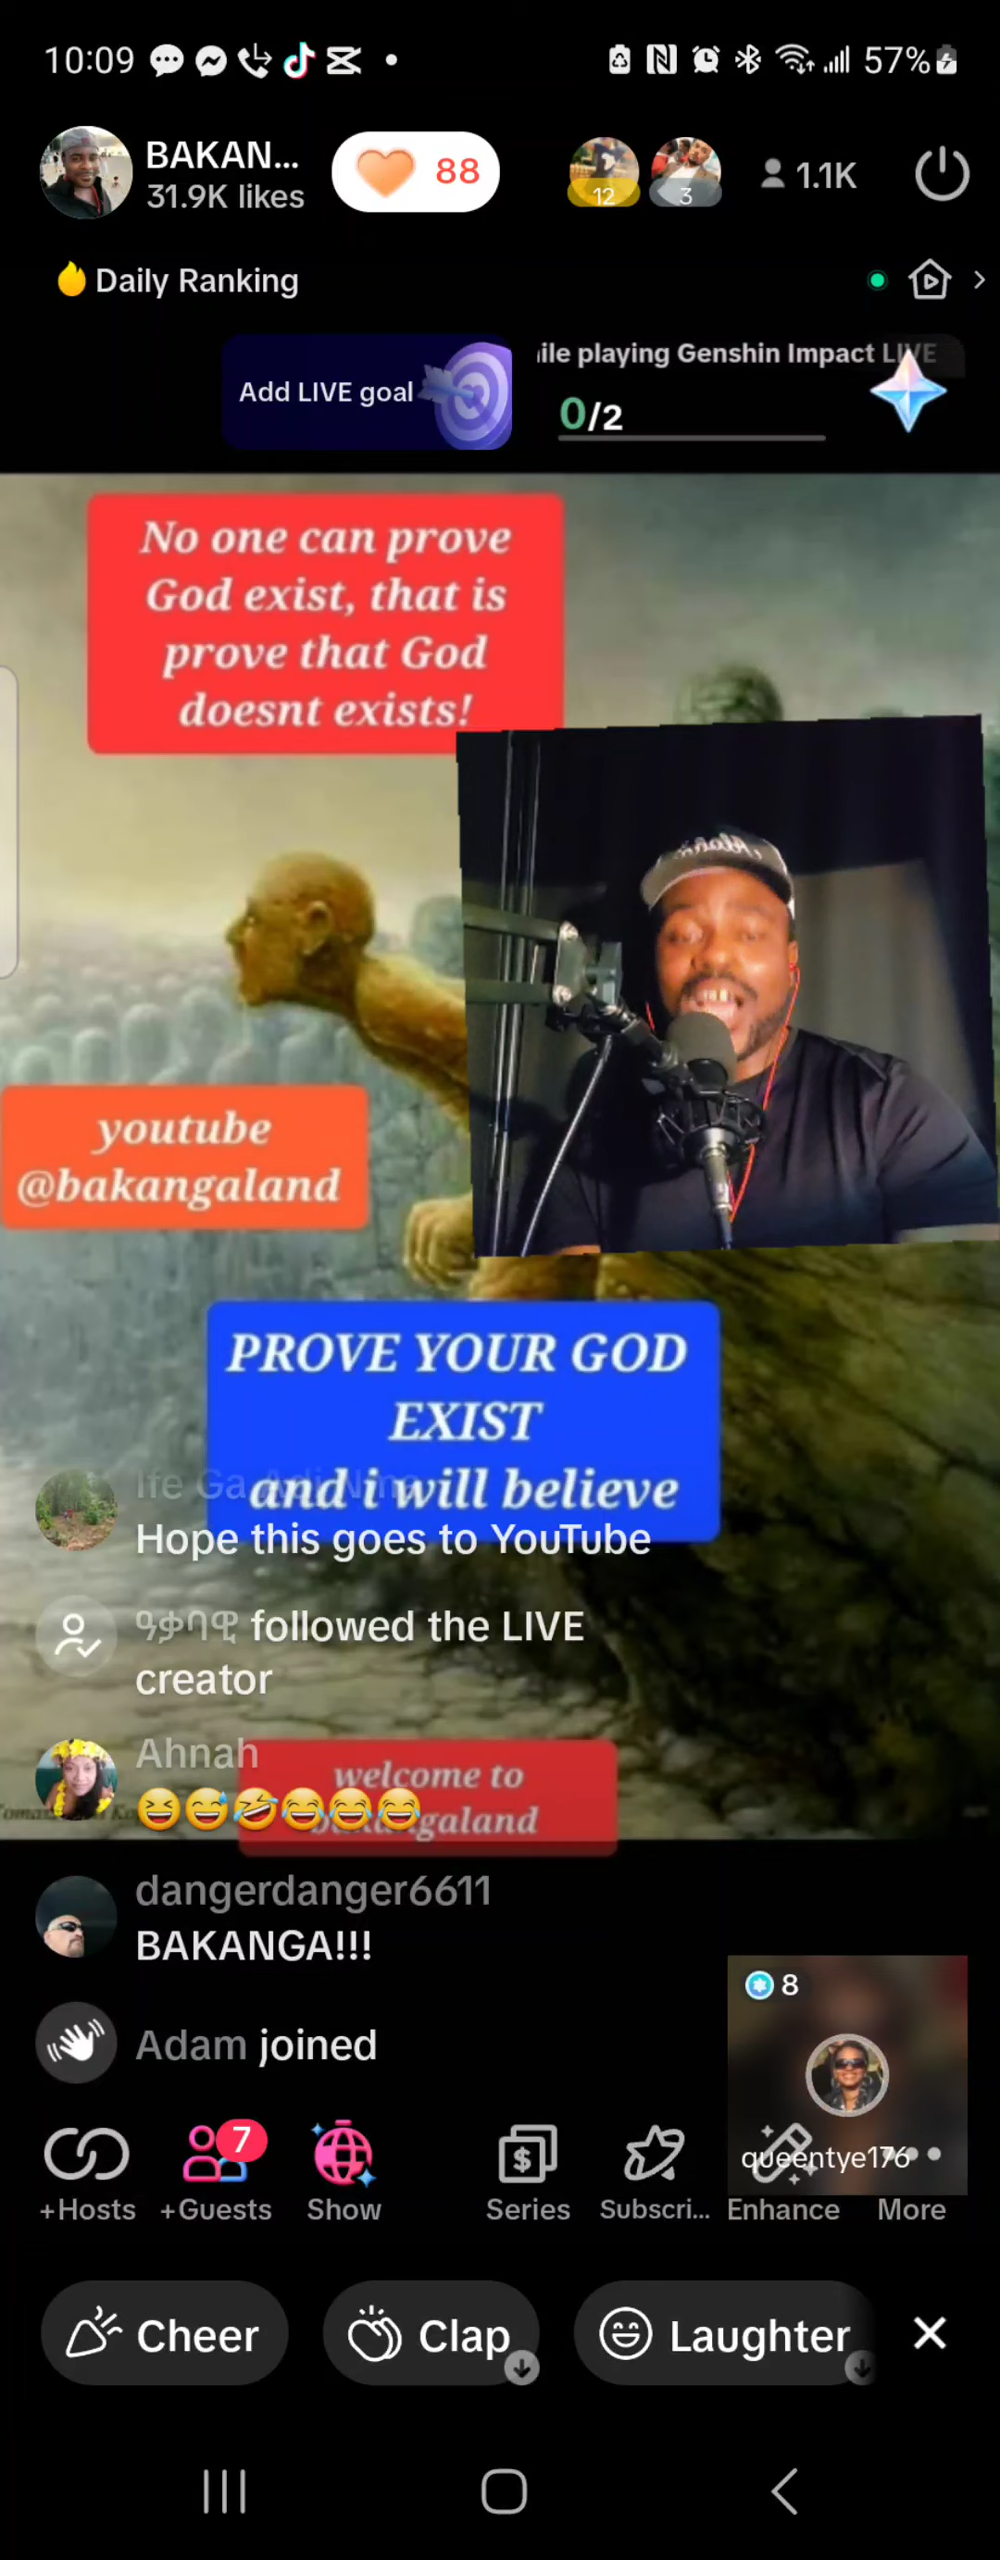 10:09
57%
BAKAN...
31.9K likes
88
12
3
1.1K
Daily Ranking
Add LIVE goal
ile playing Genshin Impact LIVE
0/2
No one can prove
God exist, that is
prove that God
doesnt exists!
youtube
@bakangaland
PROVE YOUR GOD
EXIST
and i will believe
Ife Ga
Hope this goes to YouTube
followed the LIVE
creator
Ahnah
welcome to
galand
😆😅🤣😂😂😂
dangerdanger6611
BAKANGA!!!
Adam joined
8
queentye176
7
+Hosts
+Guests
Show
Series
Subscri...
Enhance
More
Cheer
Clap
Laughter